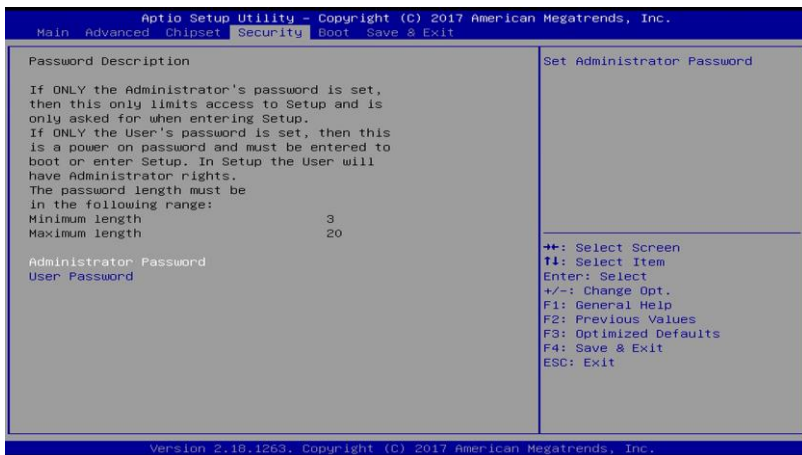 Aptio Setup Utility – Copyright (C) 2017 American Megatrends, Inc.
Main Advanced Chipset Security Boot Save & Exit
Password Description
If ONLY the Administrator's password is set,
then this only limits access to Setup and is
only asked for when entering Setup.
If ONLY the User's password is set, then this
is a power on password and must be entered to
boot or enter Setup. In Setup the User will
have Administrator rights.
The password length must be
in the following range:
Minimum length 3
Maximum length 20
Administrator Password
User Password
Set Administrator Password
→←: Select Screen
↑↓: Select Item
Enter: Select
+/-: Change Opt.
F1: General Help
F2: Previous Values
F3: Optimized Defaults
F4: Save & Exit
ESC: Exit
Version 2.18.1263. Copyright (C) 2017 American Megatrends, Inc.